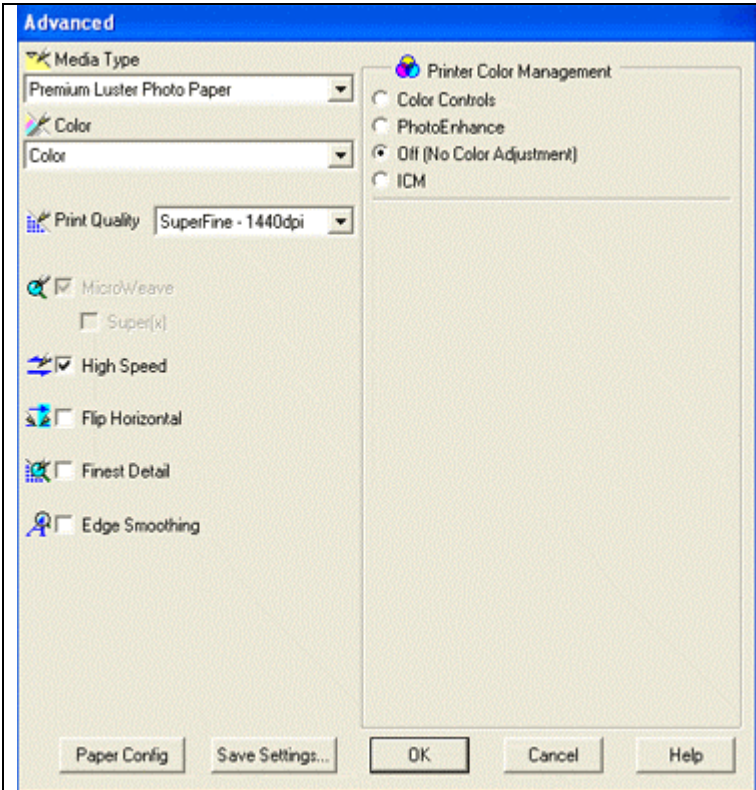 Advanced
Media Type
Premium Luster Photo Paper
Color
Color
Print Quality SuperFine - 1440dpi
MicroWeave
Super(x)
High Speed
Flip Horizontal
Finest Detail
Edge Smoothing
Printer Color Management
Color Controls
PhotoEnhance
Off (No Color Adjustment)
ICM
Paper Config Save Settings... OK Cancel Help